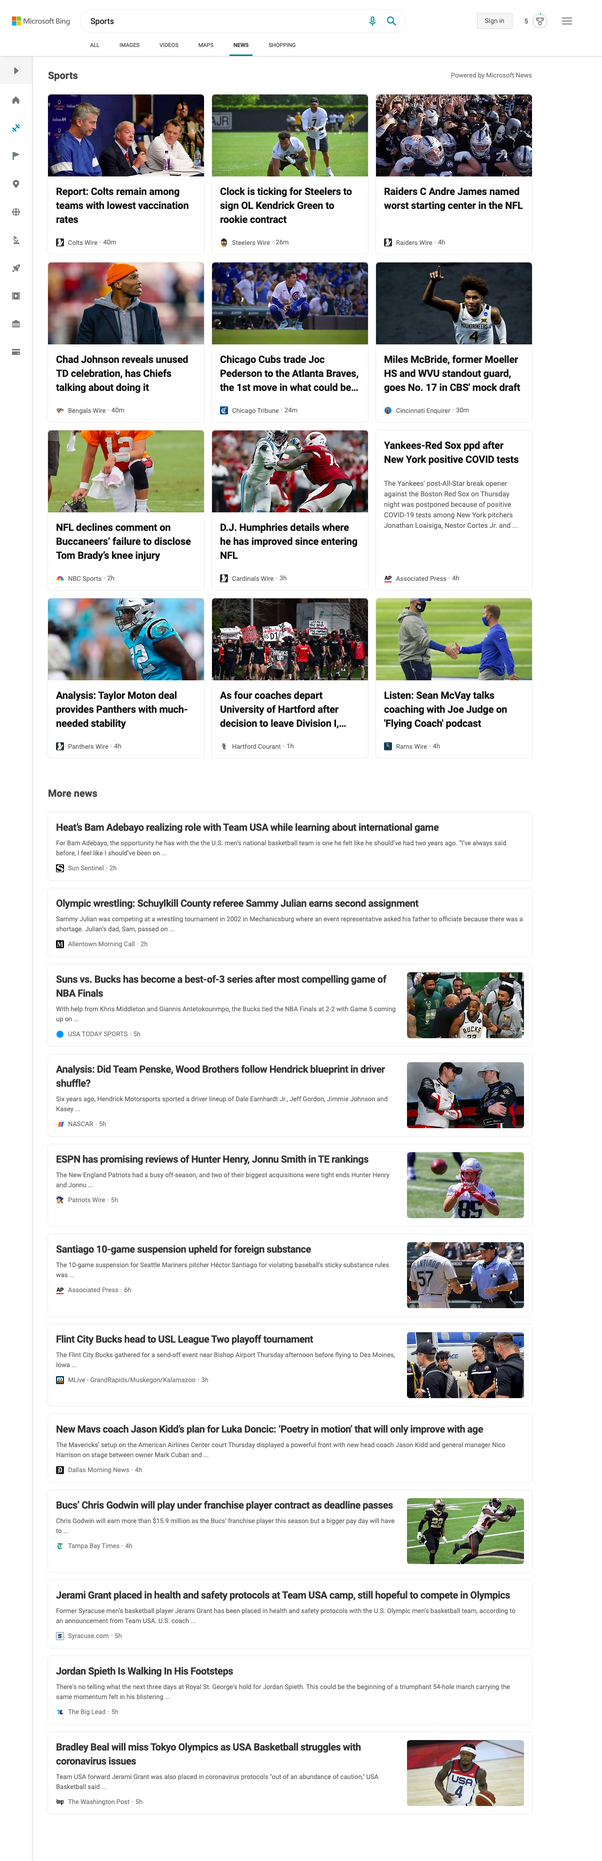 Microsoft Bing
Sports
Sign in
5
ALL
IMAGES
VIDEOS
MAPS
NEWS
SHOPPING
Sports
Powered by Microsoft News
Report: Colts remain among
teams with lowest vaccination
rates
Colts Wire · 40m
Clock is ticking for Steelers to
sign OL Kendrick Green to
rookie contract
Steelers Wire · 26m
Raiders C Andre James named
worst starting center in the NFL
Raiders Wire · 4h
Chad Johnson reveals unused
TD celebration, has Chiefs
talking about doing it
Bengals Wire · 40m
Chicago Cubs trade Joc
Pederson to the Atlanta Braves,
the 1st move in what could be...
Chicago Tribune · 24m
4
Miles McBride, former Moeller
HS and WVU standout guard,
goes No. 17 in CBS' mock draft
Cincinnati Enquirer · 30m
12
NFL declines comment on
Buccaneers’ failure to disclose
Tom Brady’s knee injury
NBC Sports · 2h
D.J. Humphries details where
he has improved since entering
NFL
Cardinals Wire · 3h
Yankees-Red Sox ppd after
New York positive COVID tests
The Yankees' post-All-Star break opener
against the Boston Red Sox on Thursday
night was postponed because of positive
COVID-19 tests among New York pitchers
Jonathan Loaisiga, Nestor Cortes Jr. and ...
AP Associated Press · 4h
Analysis: Taylor Moton deal
provides Panthers with much-
needed stability
Panthers Wire · 4h
As four coaches depart
University of Hartford after
decision to leave Division I,...
Hartford Courant · 1h
Listen: Sean McVay talks
coaching with Joe Judge on
'Flying Coach' podcast
Rams Wire · 4h
More news
Heat’s Bam Adebayo realizing role with Team USA while learning about international game
For Bam Adebayo, the opportunity he has with the the U.S. men's national basketball team is one he felt like he should've had two years ago. "I've always said
before, I feel like I should've been on ...
Sun Sentinel · 2h
Olympic wrestling: Schuylkill County referee Sammy Julian earns second assignment
Sammy Julian was competing at a wrestling tournament in 2002 in Mechanicsburg where an event representative asked his father to officiate because there was a
shortage. Julian's dad, Sam, passed on ...
Allentown Morning Call · 2h
Suns vs. Bucks has become a best-of-3 series after most compelling game of
NBA Finals
With help from Khris Middleton and Giannis Antetokounmpo, the Bucks tied the NBA Finals at 2-2 with Game 5 coming
up on ...
USA TODAY SPORTS · 5h
BUCKS
Analysis: Did Team Penske, Wood Brothers follow Hendrick blueprint in driver
shuffle?
Six years ago, Hendrick Motorsports sported a driver lineup of Dale Earnhardt Jr., Jeff Gordon, Jimmie Johnson and
Kasey ...
NASCAR · 5h
ESPN has promising reviews of Hunter Henry, Jonnu Smith in TE rankings
The New England Patriots had a busy off-season, and two of their biggest acquisitions were tight ends Hunter Henry
and Jonnu ...
Patriots Wire · 5h
85
Santiago 10-game suspension upheld for foreign substance
The 10-game suspension for Seattle Mariners pitcher Héctor Santiago for violating baseball's sticky substance rules
was ...
AP Associated Press · 6h
SANTIAGO
57
Flint City Bucks head to USL League Two playoff tournament
The Flint City Bucks gathered for a send-off event near Bishop Airport Thursday afternoon before flying to Des Moines,
Iowa ...
MLive - GrandRapids/Muskegon/Kalamazoo · 3h
New Mavs coach Jason Kidd’s plan for Luka Doncic: ‘Poetry in motion’ that will only improve with age
The Mavericks' setup on the American Airlines Center court Thursday displayed a powerful front with new head coach Jason Kidd and general manager Nico
Harrison on stage between owner Mark Cuban and ...
Dallas Morning News · 4h
Bucs’ Chris Godwin will play under franchise player contract as deadline passes
Chris Godwin will earn more than $15.9 million as the Bucs' franchise player this season but a bigger pay day will have
to ...
Tampa Bay Times · 4h
Jerami Grant placed in health and safety protocols at Team USA camp, still hopeful to compete in Olympics
Former Syracuse men's basketball player Jerami Grant has been placed in health and safety protocols with the U.S. Olympic men's basketball team, according to
an announcement from Team USA. U.S. coach ...
Syracuse.com · 5h
Jordan Spieth Is Walking In His Footsteps
There's no telling what the next three days at Royal St. George's hold for Jordan Spieth. This could be the beginning of a triumphant 54-hole march carrying the
same momentum felt in his blistering ...
The Big Lead · 5h
Bradley Beal will miss Tokyo Olympics as USA Basketball struggles with
coronavirus issues
Team USA forward Jerami Grant was also placed in coronavirus protocols "out of an abundance of caution," USA
Basketball said ...
The Washington Post · 5h
USA
4